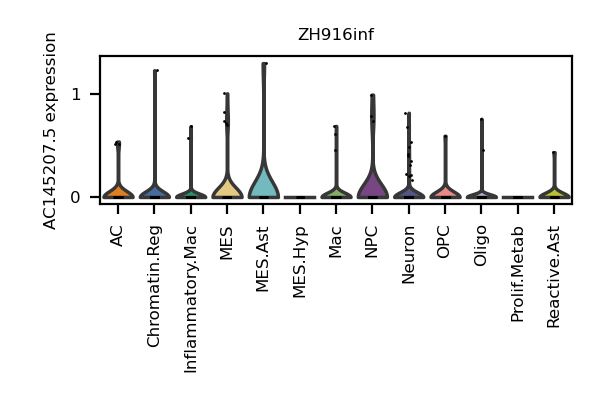 ZH916inf
AC145207.5 expression
1
0
AC
Chromatin.Reg
Inflammatory.Mac
MES
MES.Ast
MES.Hyp
Mac
NPC
Neuron
OPC
Oligo
Prolif.Metab
Reactive.Ast